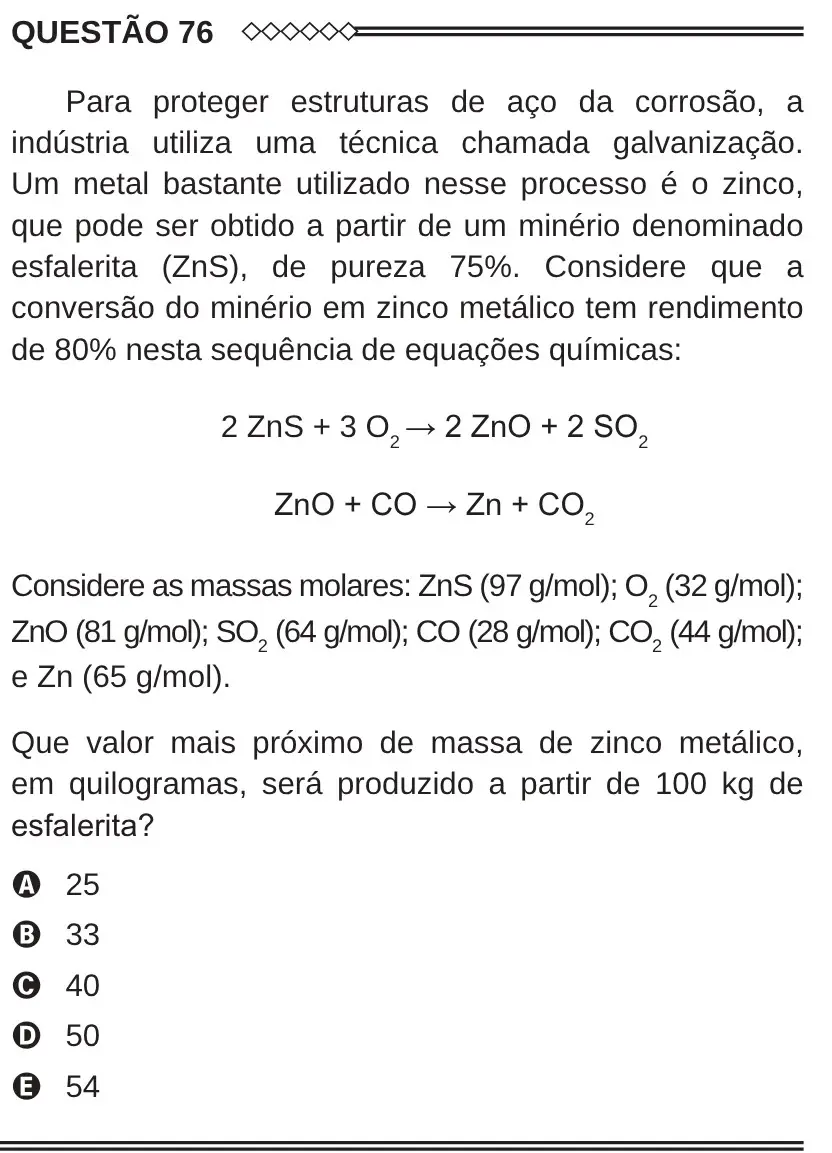 QUESTÃO 76
Para proteger estruturas de aço da corrosão, a
indústria utiliza uma técnica chamada galvanização.
Um metal bastante utilizado nesse processo é o zinco,
que pode ser obtido a partir de um minério denominado
esfalerita (ZnS), de pureza 75%. Considere que a
conversão do minério em zinco metálico tem rendimento
de 80% nesta sequência de equações químicas:
2 ZnS + 3 O₂ → 2 ZnO + 2 SO₂
ZnO + CO → Zn + CO₂
Considere as massas molares: ZnS (97 g/mol); O₂ (32 g/mol);
ZnO (81 g/mol); SO₂ (64 g/mol); CO (28 g/mol); CO₂ (44 g/mol);
e Zn (65 g/mol).
Que valor mais próximo de massa de zinco metálico,
em quilogramas, será produzido a partir de 100 kg de
esfalerita?
A 25
B 33
C 40
D 50
E 54